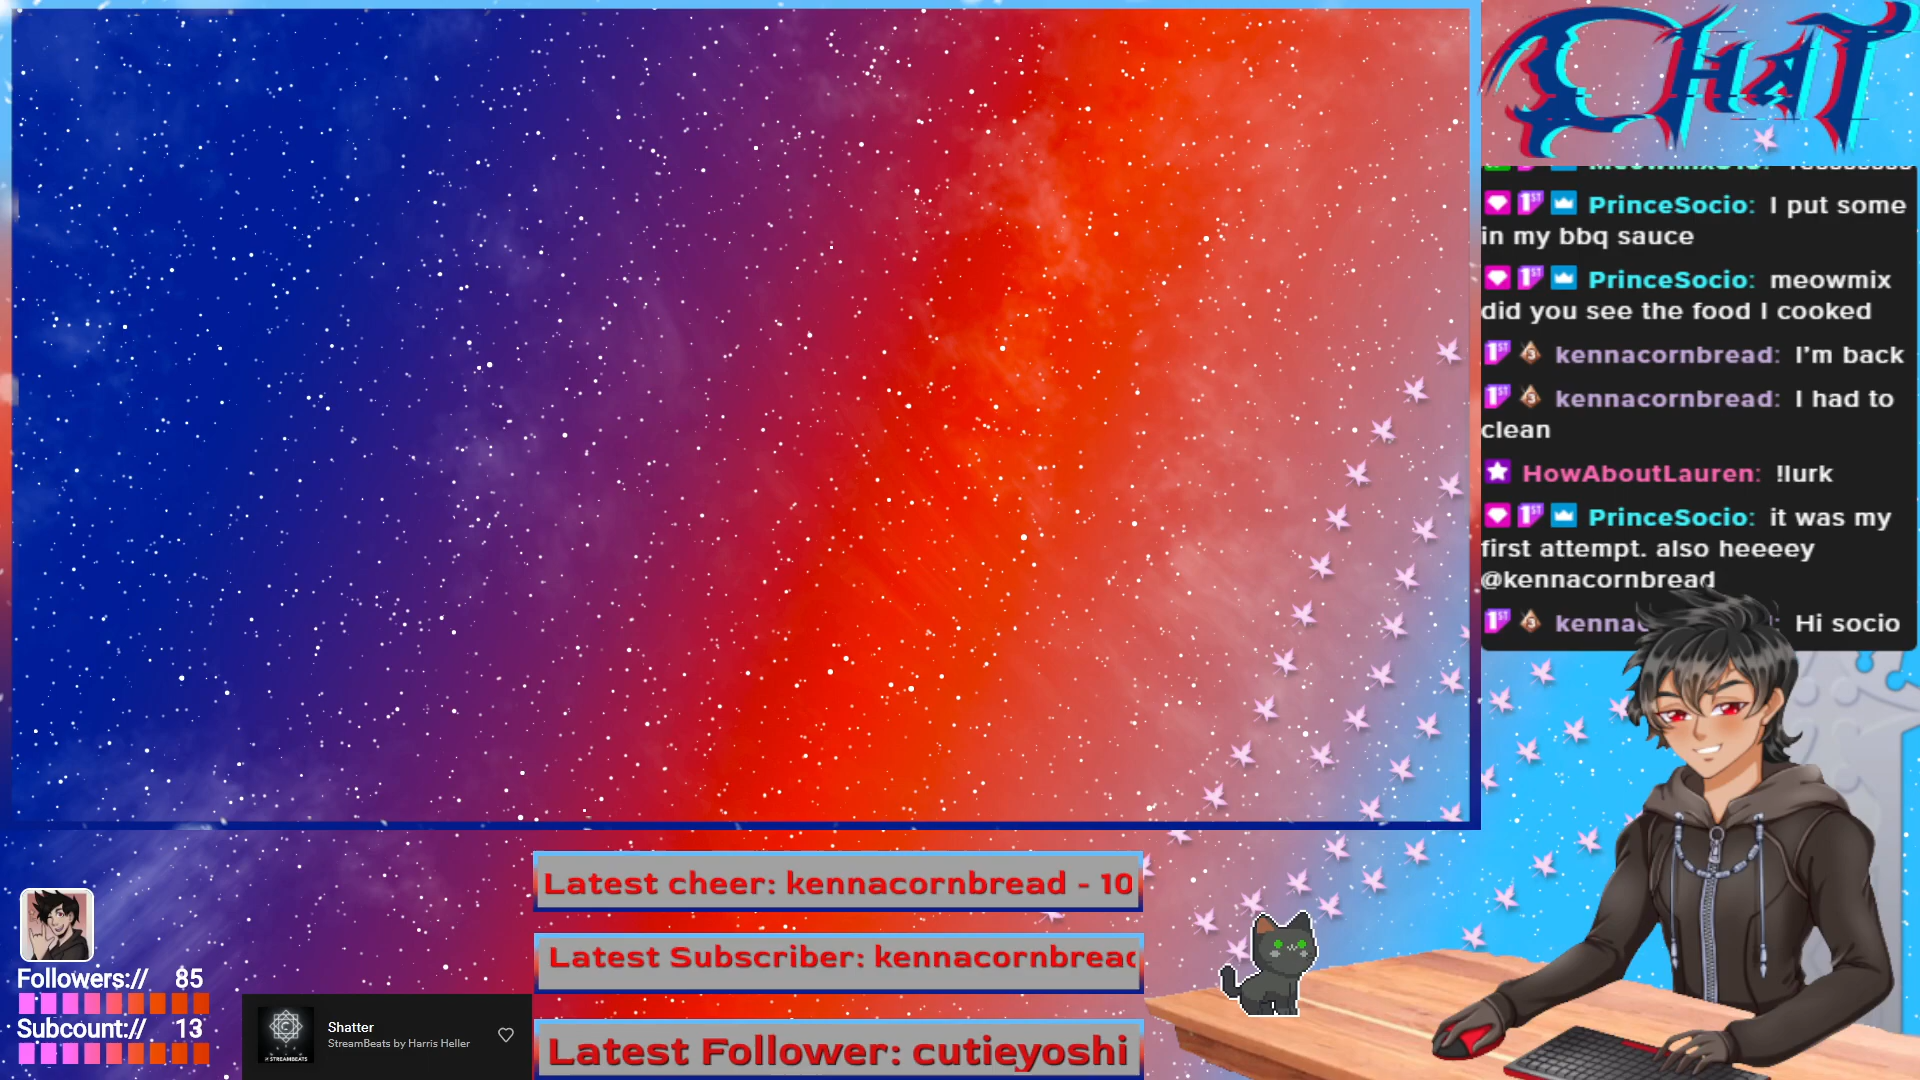 ChaT
PrinceSocio: I put some
in my bbq sauce
PrinceSocio: meowmix
did you see the food I cooked
kennacornbread: I'm back
kennacornbread: I had to
clean
HowAboutLauren: !lurk
PrinceSocio: it was my
first attempt. also heeeey
@kennacornbread
Hi socio
Latest cheer: kennacornbread - 10
Latest Subscriber: kennacornbread
Latest Follower: cutieyoshi
Followers:// 85
Subcount:// 13
Shatter
StreamBeats by Harris Heller
STREAMBEATS